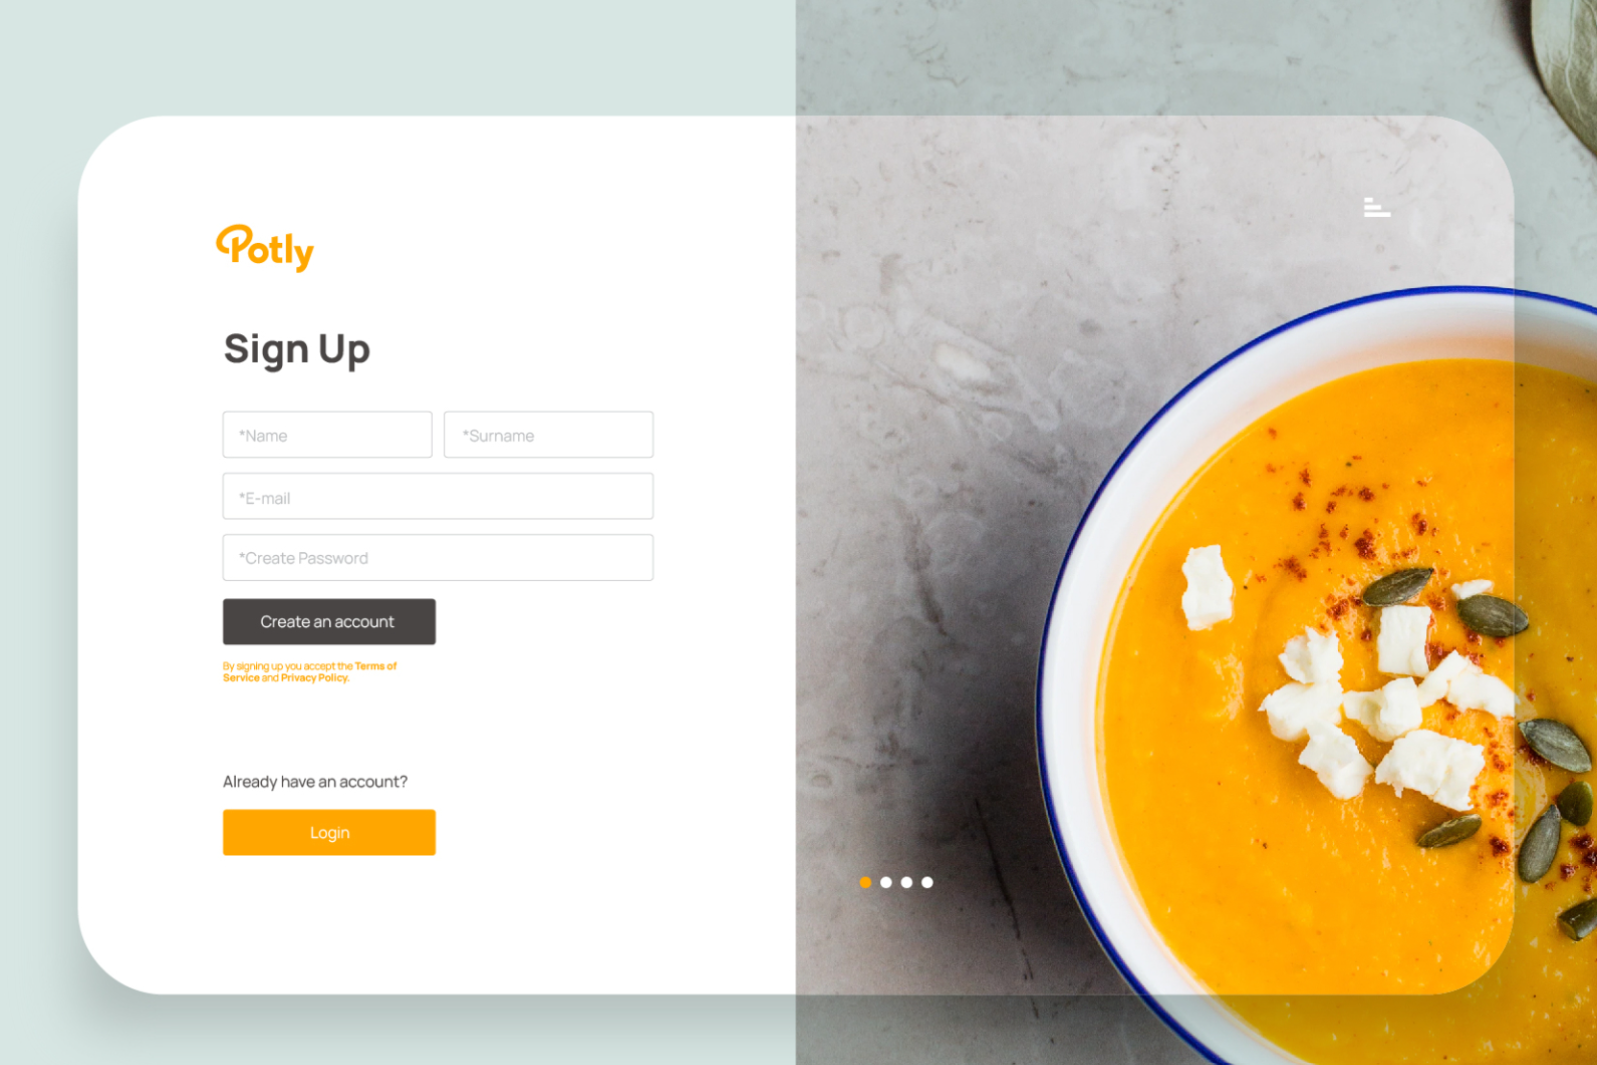 Potly
Sign Up
*Name
*Surname
*E-mail
*Create Password
Create an account
By signing up you accept the Terms of
Service and Privacy Policy.
Already have an account?
Login